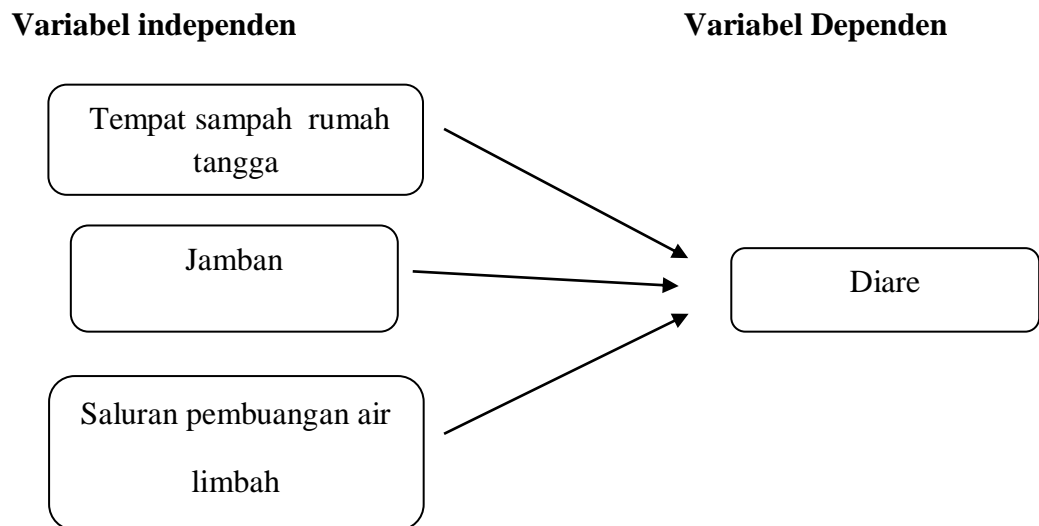 Variabel independen
Variabel Dependen
Tempat sampah rumah
tangga
Jamban
Diare
Saluran pembuangan air
limbah